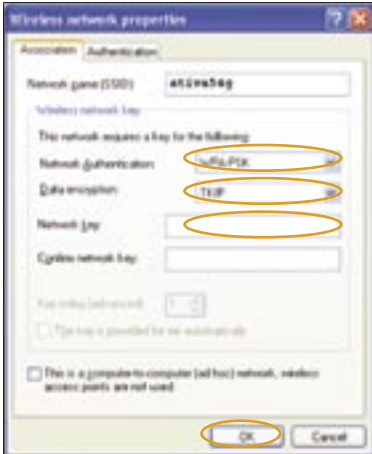 Wireless network properties
Association Authentication
Network name (SSID): ativa54g
Wireless network key
This network requires a key for the following:
Network Authentication: WPA-PSK
Data encryption: TKIP
Network key:
Confirm network key:
Key index (advanced): 1
The key is provided for me automatically
This is a computer-to-computer (ad hoc) network; wireless
access points are not used
OK Cancel